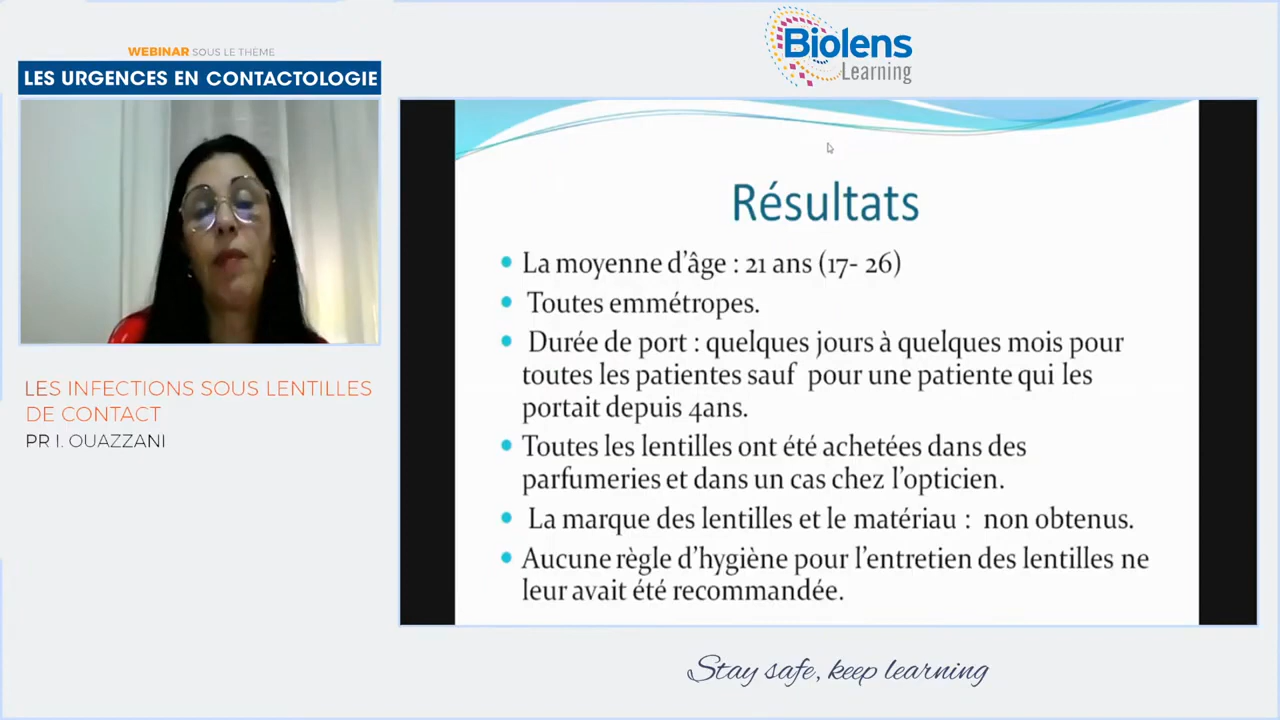 WEBINAR SOUS LE THÈME
LES URGENCES EN CONTACTOLOGIE
LES INFECTIONS SOUS LENTILLES
DE CONTACT
PR I. OUAZZANI
Biolens
Learning
Résultats
• La moyenne d'âge : 21 ans (17- 26)
• Toutes emmétropes.
• Durée de port : quelques jours à quelques mois pour
toutes les patientes sauf pour une patiente qui les
portait depuis 4ans.
• Toutes les lentilles ont été achetées dans des
parfumeries et dans un cas chez l'opticien.
• La marque des lentilles et le matériau : non obtenus.
• Aucune règle d'hygiène pour l'entretien des lentilles ne
leur avait été recommandée.
Stay safe, keep learning